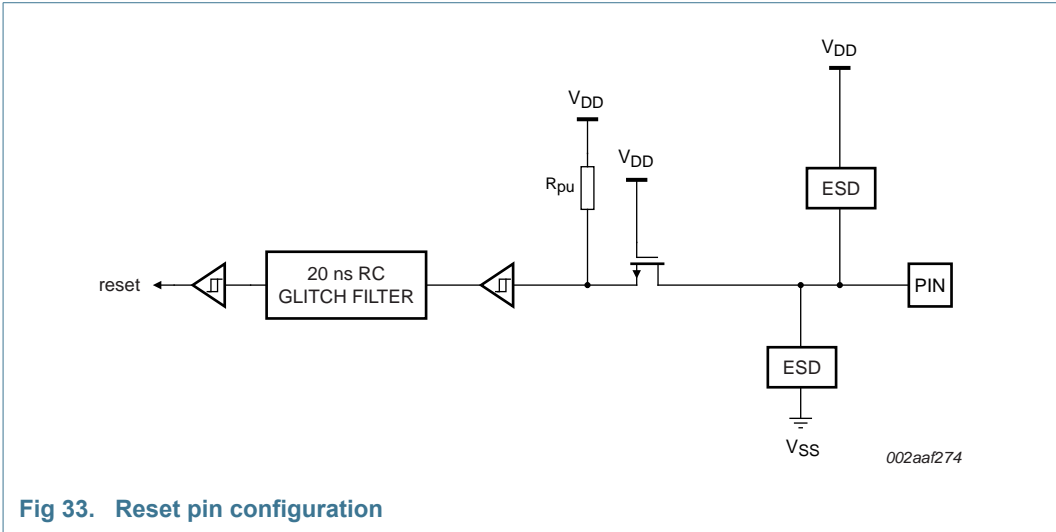 VDD
VDD
VDD
Rpu
ESD
reset
20 ns RC
GLITCH FILTER
PIN
ESD
VSS
002aaf274
Fig 33. Reset pin configuration